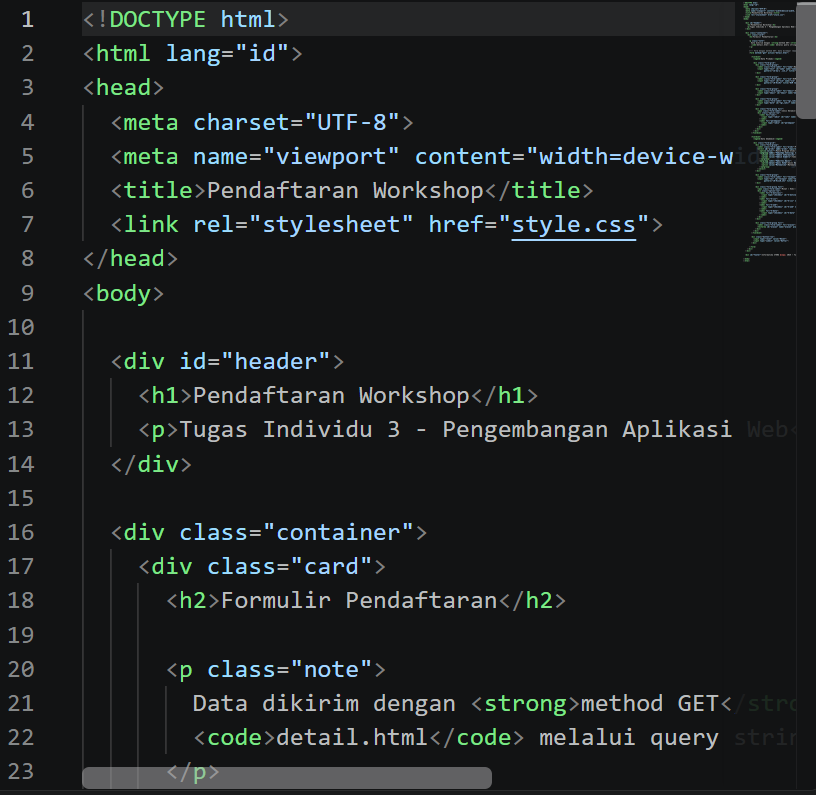 1 <!DOCTYPE html>
2 <html lang="id">
3 <head>
4 <meta charset="UTF-8">
5 <meta name="viewport" content="width=device-wid
6 <title>Pendaftaran Workshop</title>
7 <link rel="stylesheet" href="style.css">
8 </head>
9 <body>
10
11 <div id="header">
12 <h1>Pendaftaran Workshop</h1>
13 <p>Tugas Individu 3 - Pengembangan Aplikasi Web<
14 </div>
15
16 <div class="container">
17 <div class="card">
18 <h2>Formulir Pendaftaran</h2>
19
20 <p class="note">
21 Data dikirim dengan <strong>method GET</stro
22 <code>detail.html</code> melalui query strin
23 </p>